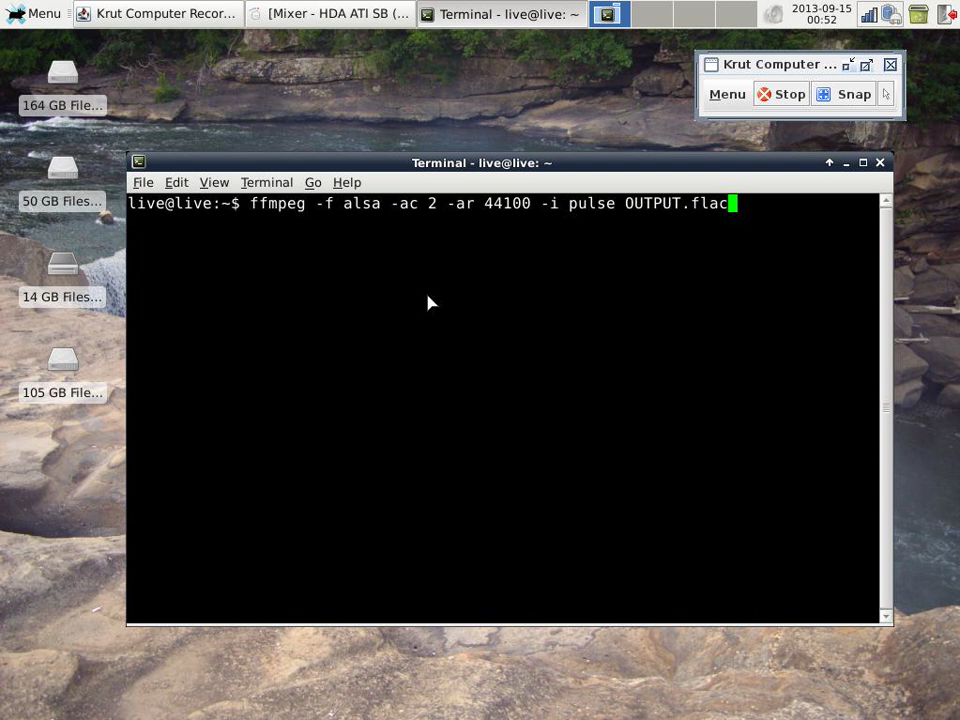 Menu
Krut Computer Recor...
[Mixer - HDA ATI SB (...
Terminal - live@live: ~
2013-09-15
00:52
164 GB File...
50 GB Files...
14 GB Files...
105 GB File...
Krut Computer ...
Menu
Stop
Snap
Terminal - live@live: ~
File Edit View Terminal Go Help
live@live:~$ ffmpeg -f alsa -ac 2 -ar 44100 -i pulse OUTPUT.flac